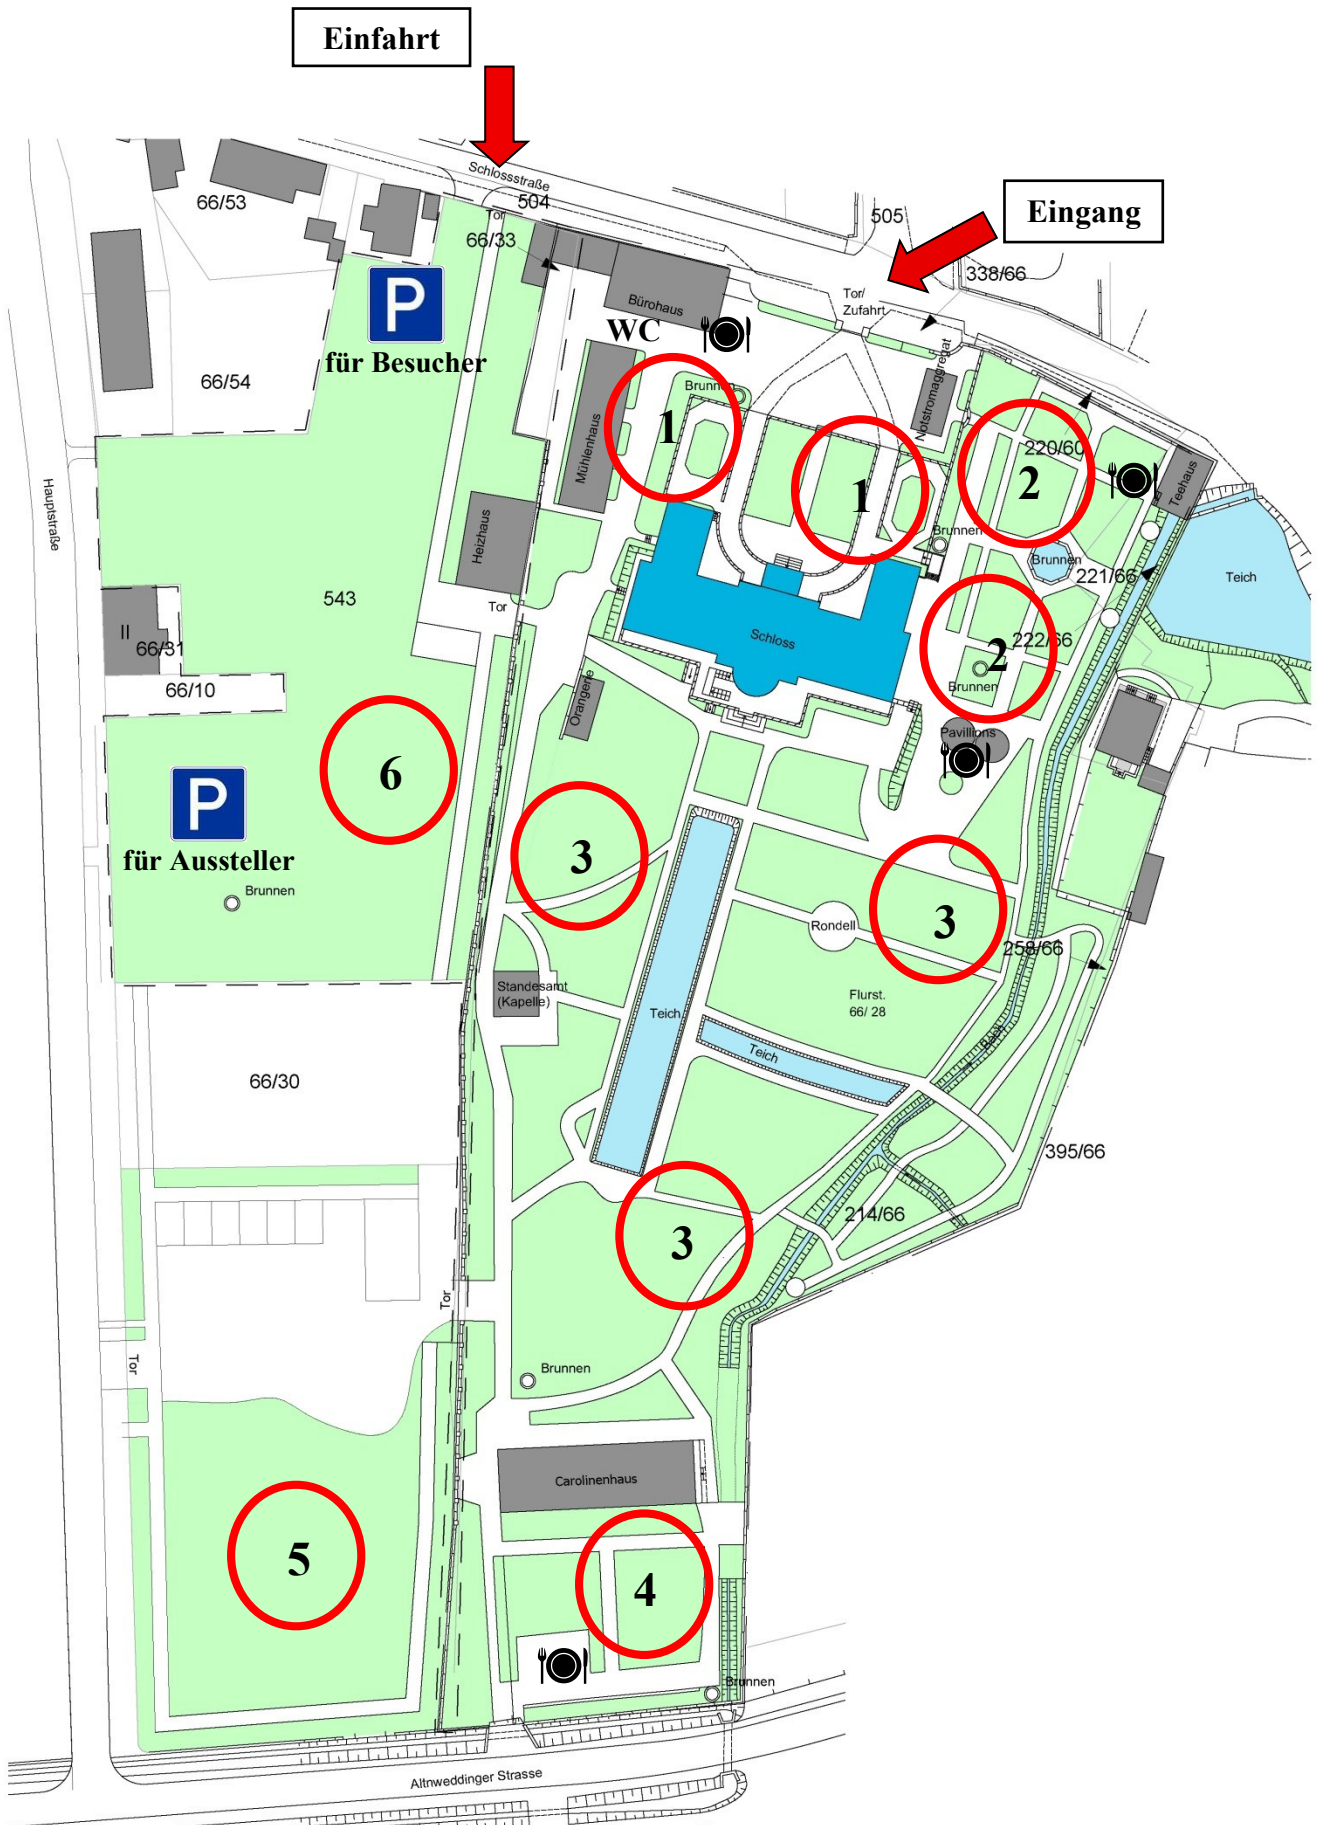 Einfahrt
Schlossstraße
504
Tor
66/33
66/53
505
Eingang
338/66
Tor/
Zufahrt
P
für Besucher
Bürohaus
WC
66/54
Notstromaggregat
Brunnen
1
Mühlenhaus
1
220/60
2
Teehaus
Hauptstraße
Heizhaus
Brunnen
Brunnen
221/66
Teich
543
Tor
II
66/31
66/10
Schloss
222/66
2
Brunnen
Orangerie
Pavillions
6
P
für Aussteller
Brunnen
3
3
Rondell
258/66
Standesamt
(Kapelle)
Flurst.
66/ 28
Teich
Teich
Bach
66/30
395/66
214/66
3
Tor
Tor
Brunnen
Carolinenhaus
5
4
Brunnen
Altnweddinger Strasse